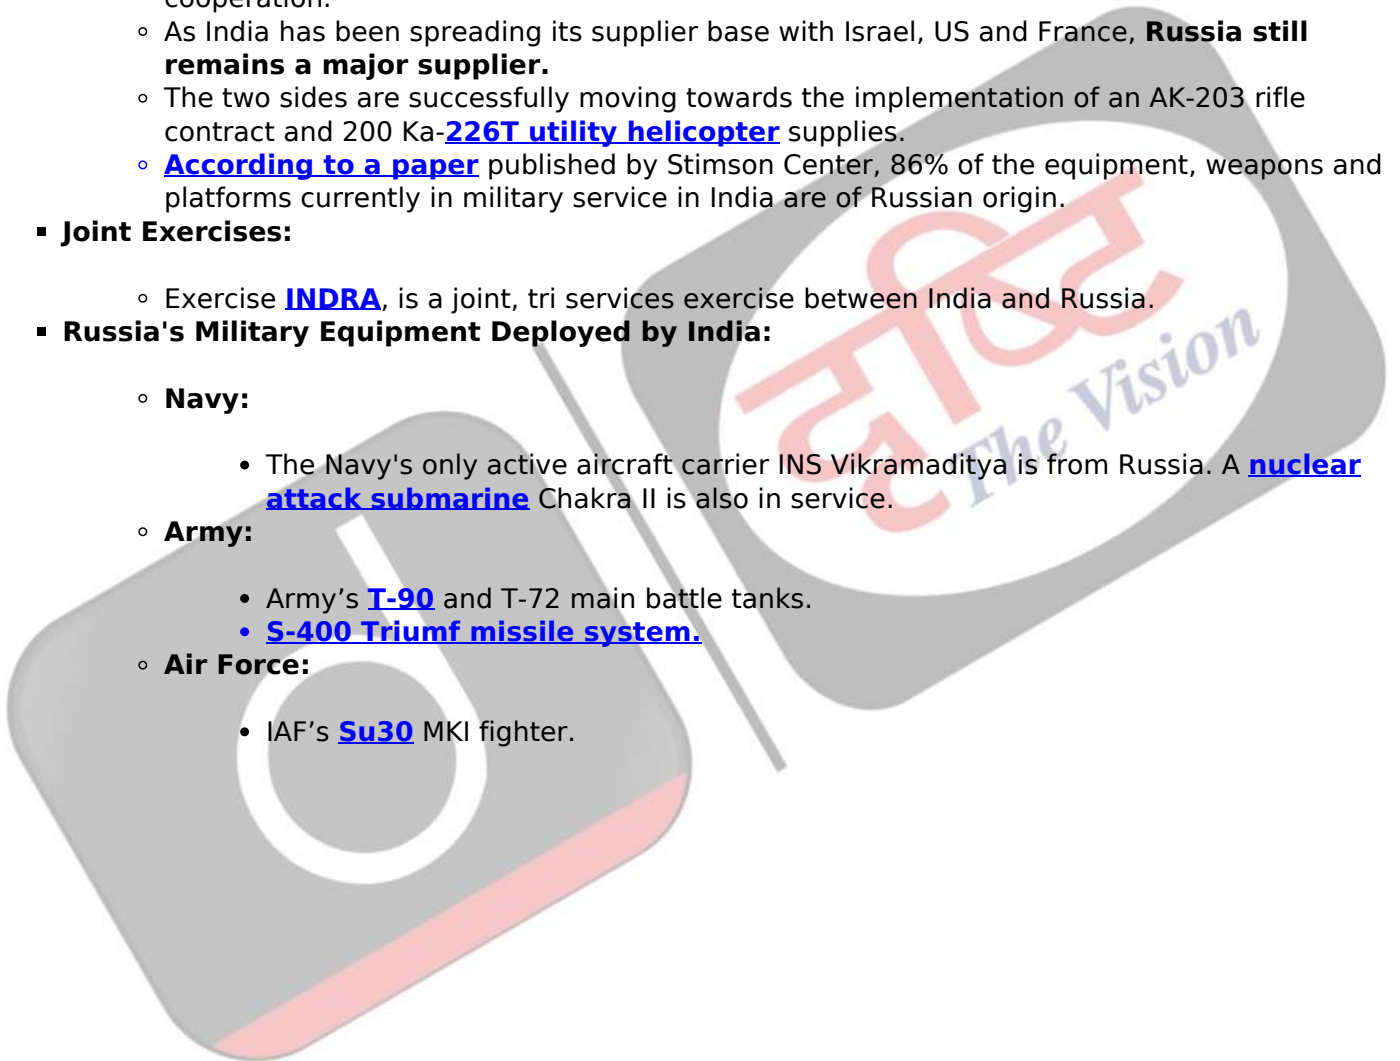 cooperation.
◦ As India has been spreading its supplier base with Israel, US and France, Russia still
remains a major supplier.
◦ The two sides are successfully moving towards the implementation of an AK-203 rifle
contract and 200 Ka-226T utility helicopter supplies.
◦ According to a paper published by Stimson Center, 86% of the equipment, weapons and
platforms currently in military service in India are of Russian origin.
▪ Joint Exercises:
◦ Exercise INDRA, is a joint, tri services exercise between India and Russia.
▪ Russia's Military Equipment Deployed by India:
◦ Navy:
• The Navy's only active aircraft carrier INS Vikramaditya is from Russia. A nuclear
attack submarine Chakra II is also in service.
◦ Army:
• Army’s T-90 and T-72 main battle tanks.
• S-400 Triumf missile system.
◦ Air Force:
• IAF’s Su30 MKI fighter.
d
दृष्टि
The Vision